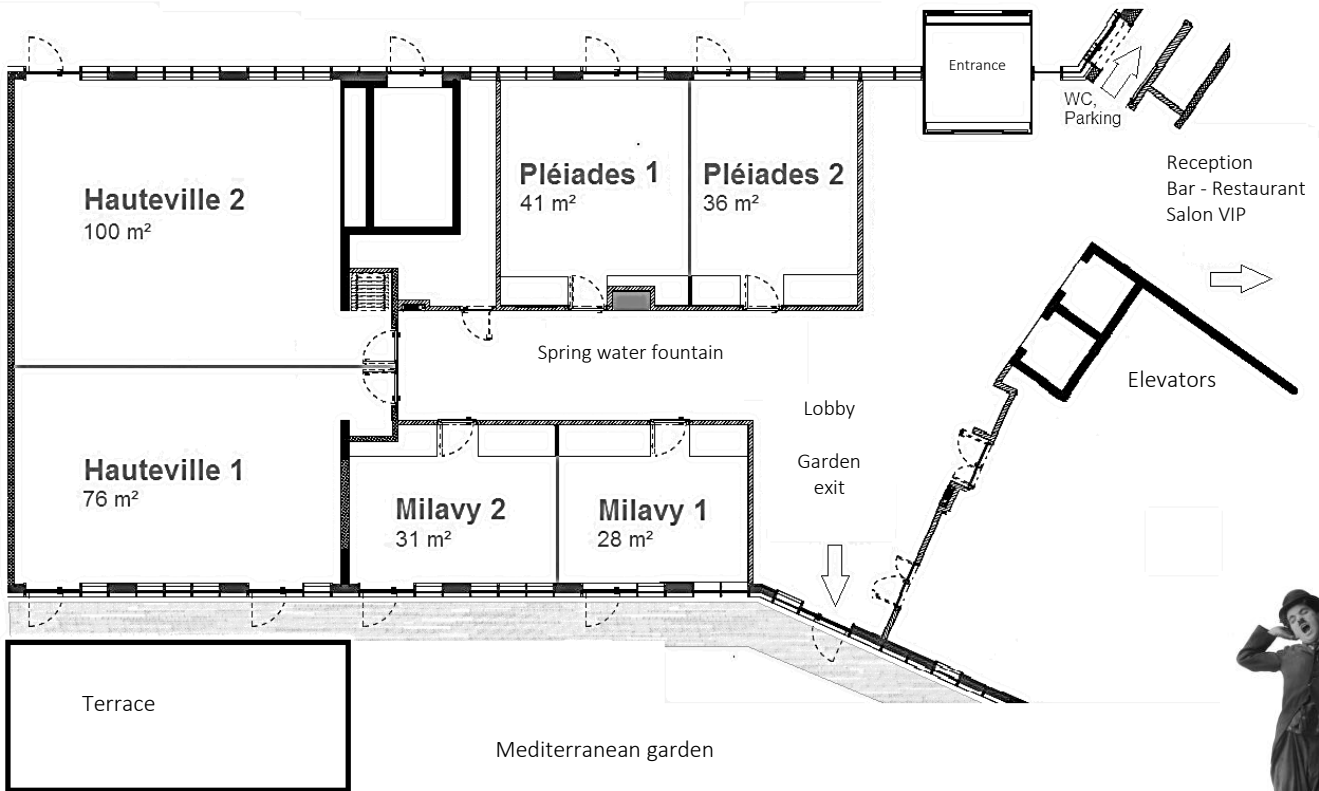 Entrance
WC,
Parking
Reception
Bar - Restaurant
Salon VIP
Hauteville 2
100 m²
Pléiades 1
41 m²
Pléiades 2
36 m²
Spring water fountain
Elevators
Lobby
Garden
exit
Hauteville 1
76 m²
Milavy 2
31 m²
Milavy 1
28 m²
Terrace
Mediterranean garden